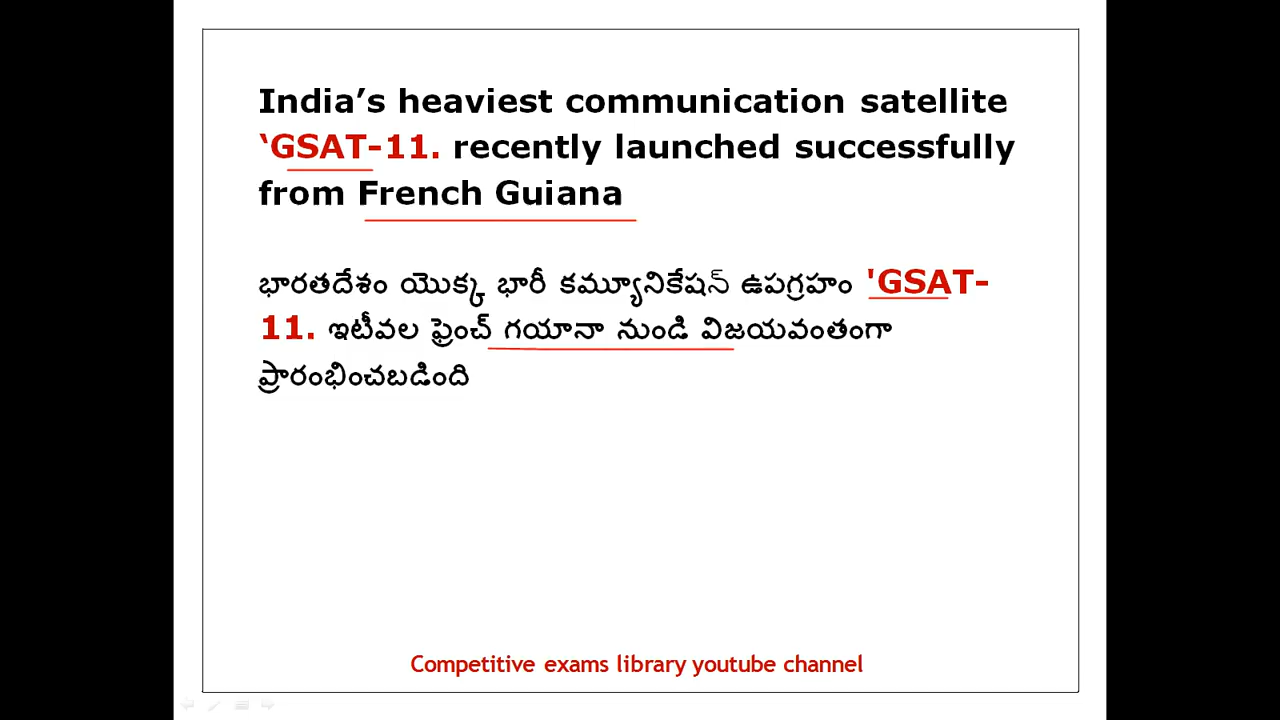 India’s heaviest communication satellite
‘GSAT-11. recently launched successfully
from French Guiana
భారతదేశం యొక్క భారీ కమ్యూనికేషన్ ఉపగ్రహం 'GSAT-
11. ఇటీవల ఫ్రెంచ్ గయానా నుండి విజయవంతంగా
ప్రారంభించబడింది
Competitive exams library youtube channel